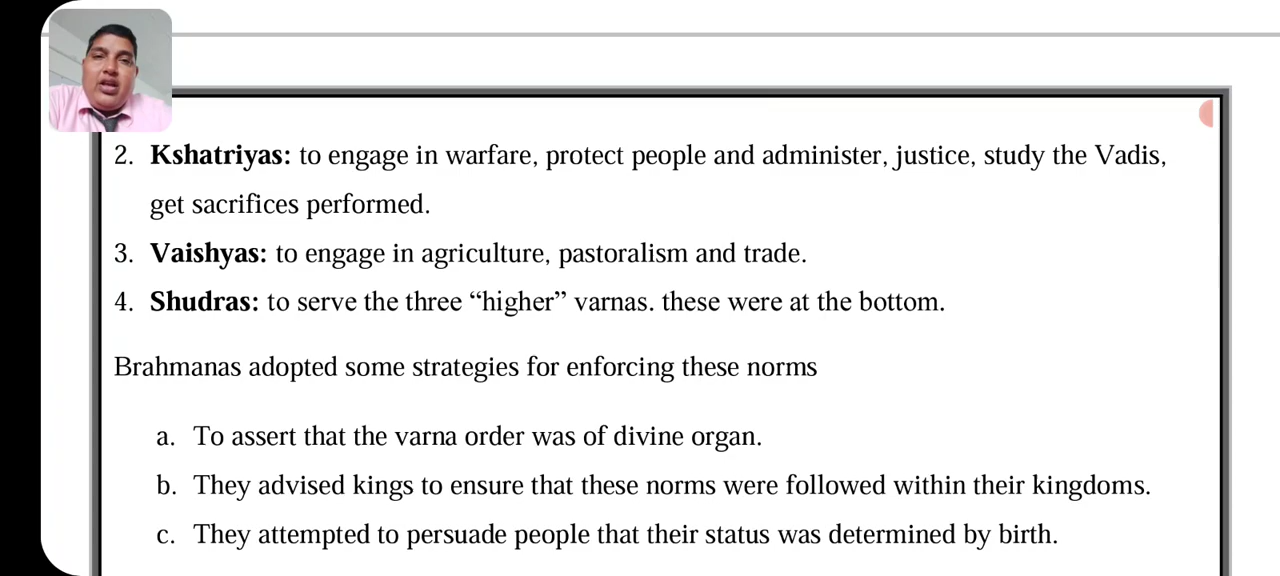 2. Kshatriyas: to engage in warfare, protect people and administer, justice, study the Vadis,
get sacrifices performed.
3. Vaishyas: to engage in agriculture, pastoralism and trade.
4. Shudras: to serve the three “higher” varnas. these were at the bottom.
Brahmanas adopted some strategies for enforcing these norms
a. To assert that the varna order was of divine organ.
b. They advised kings to ensure that these norms were followed within their kingdoms.
c. They attempted to persuade people that their status was determined by birth.